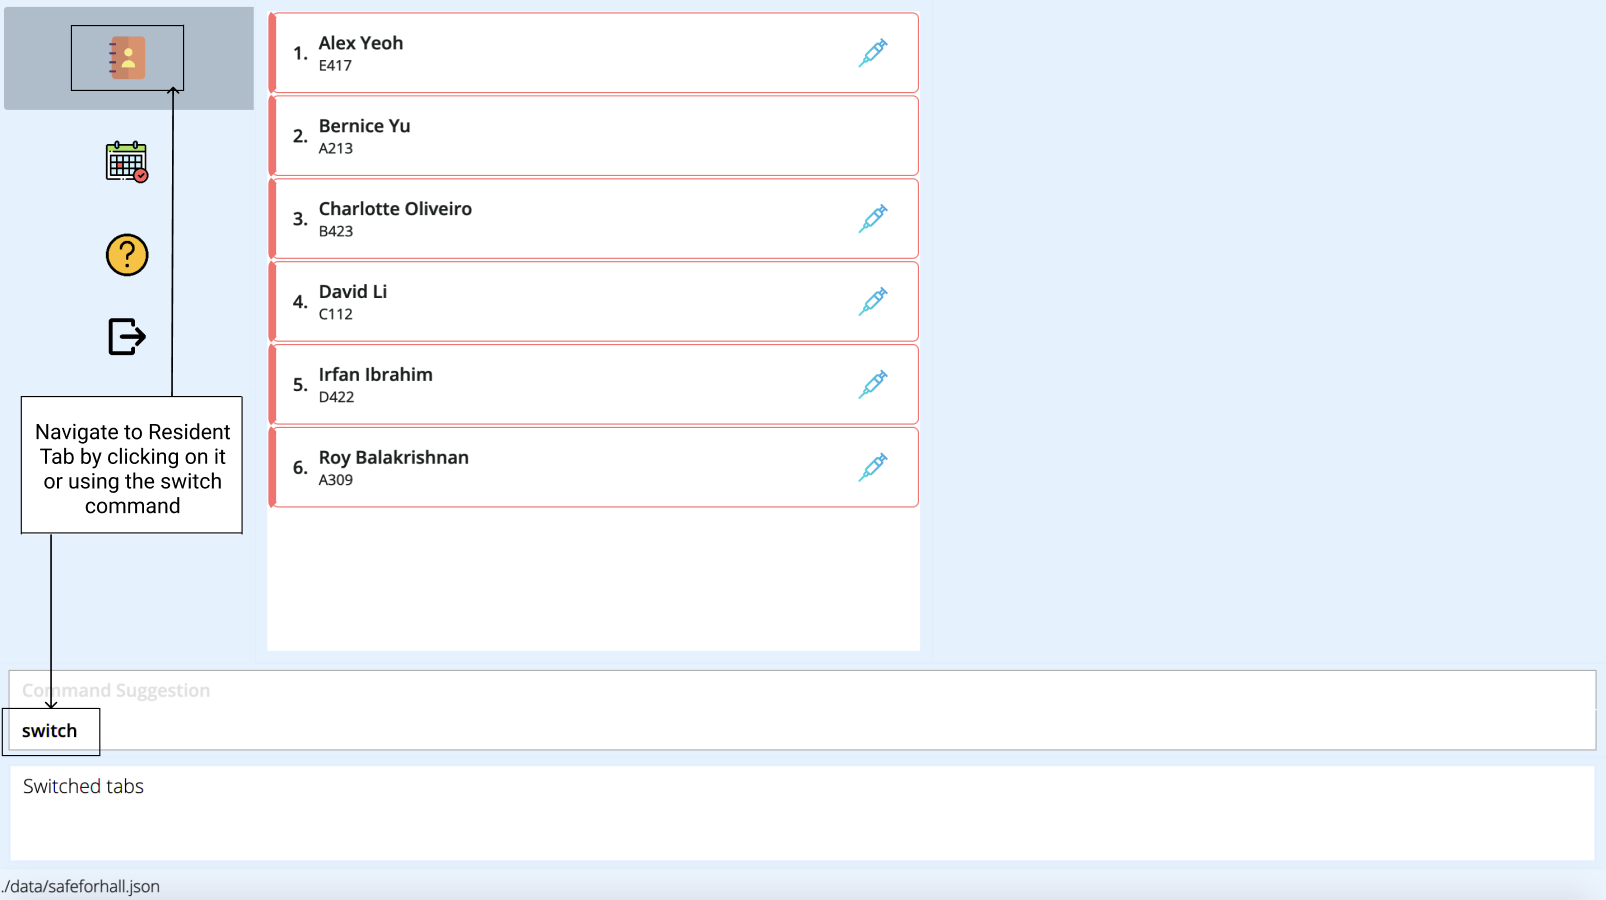 1. Alex Yeoh
E417
2. Bernice Yu
A213
3. Charlotte Oliveiro
B423
4. David Li
C112
5. Irfan Ibrahim
D422
6. Roy Balakrishnan
A309
?
Navigate to Resident
Tab by clicking on it
or using the switch
command
Command Suggestion
switch
Switched tabs
./data/safeforhall.json